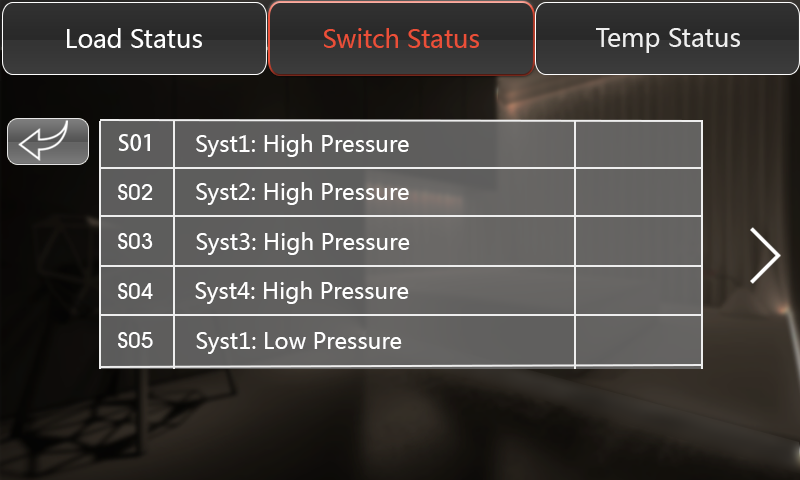 Load Status
Switch Status
Temp Status
S01 Syst1: High Pressure
S02 Syst2: High Pressure
S03 Syst3: High Pressure
S04 Syst4: High Pressure
S05 Syst1: Low Pressure